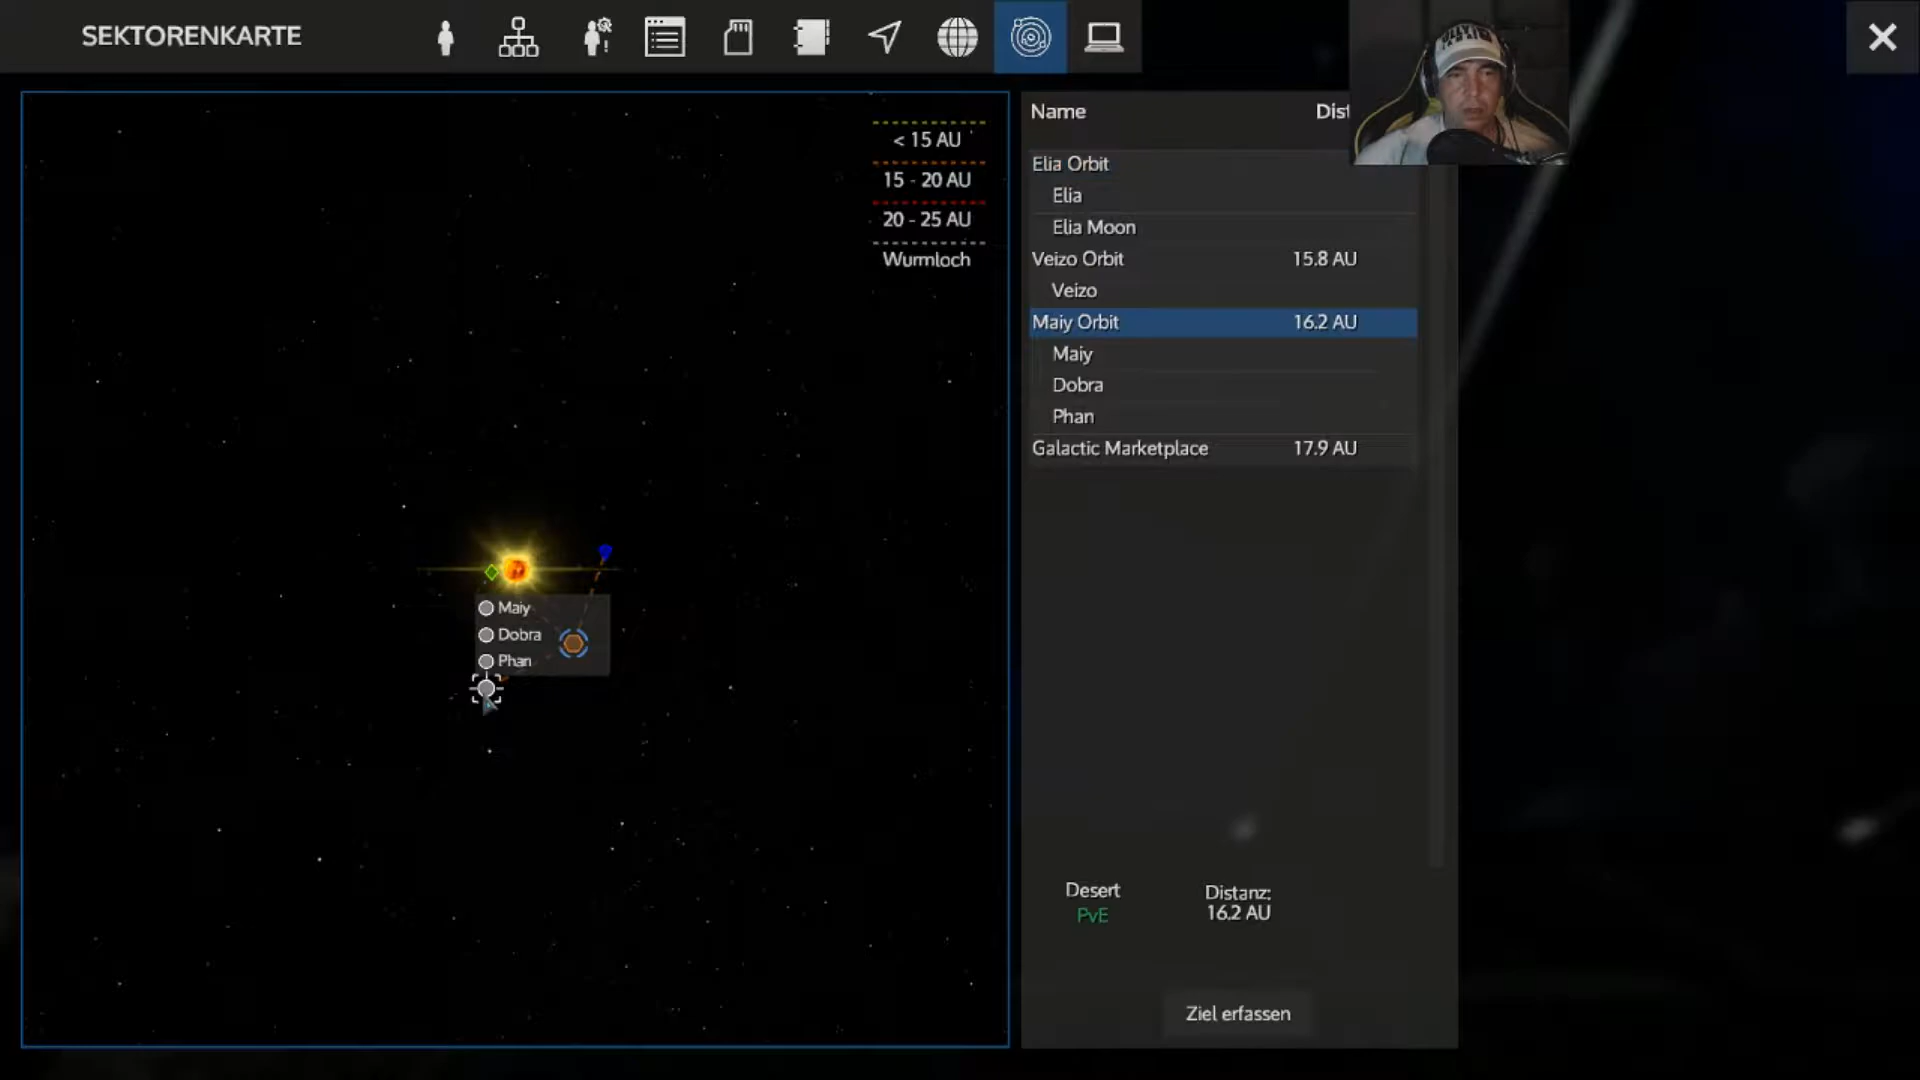 SEKTORENKARTE
< 15 AU
15 - 20 AU
20 - 25 AU
Wurmloch
Maiy
Dobra
Phan
Name Dist
Elia Orbit
Elia
Elia Moon
Veizo Orbit 15.8 AU
Veizo
Maiy Orbit 16.2 AU
Maiy
Dobra
Phan
Galactic Marketplace 17.9 AU
Desert
PvE
Distanz:
16.2 AU
Ziel erfassen